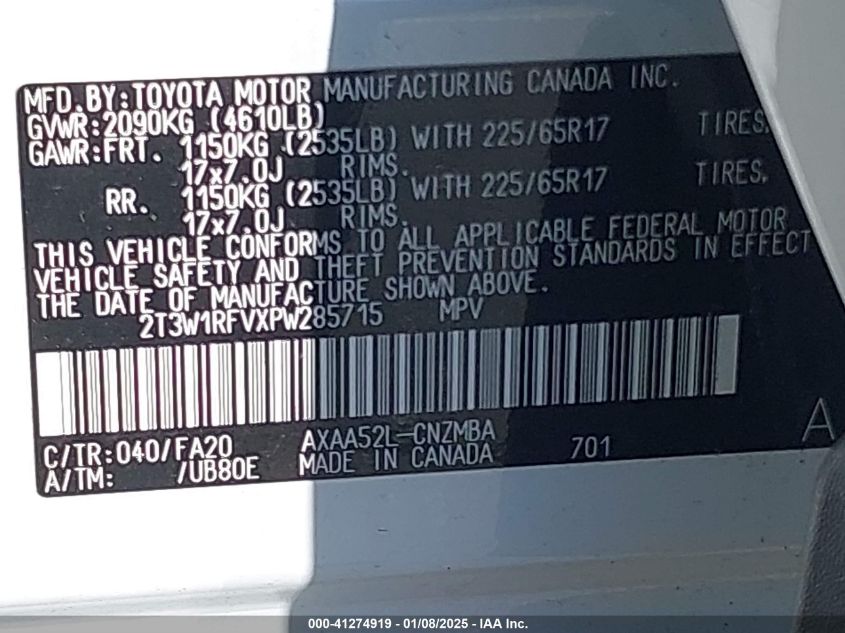 MFD. BY: TOYOTA MOTOR MANUFACTURING CANADA INC.
GVWR: 2090KG (4610LB)
GAWR: FRT. 1150KG (2535LB) WITH 225/65R17 TIRES,
17x7.0J RIMS.
RR. 1150KG (2535LB) WITH 225/65R17 TIRES,
17x7.0J RIMS.
THIS VEHICLE CONFORMS TO ALL APPLICABLE FEDERAL MOTOR
VEHICLE SAFETY AND THEFT PREVENTION STANDARDS IN EFFECT
THE DATE OF MANUFACTURE SHOWN ABOVE.
2T3W1RFVXPW285715 MPV
C/TR: 040/FA20 AXAA52L-CNZMBA A
A/TM: /UB80E MADE IN CANADA 701
000-41274919 - 01/08/2025 - IAA Inc.